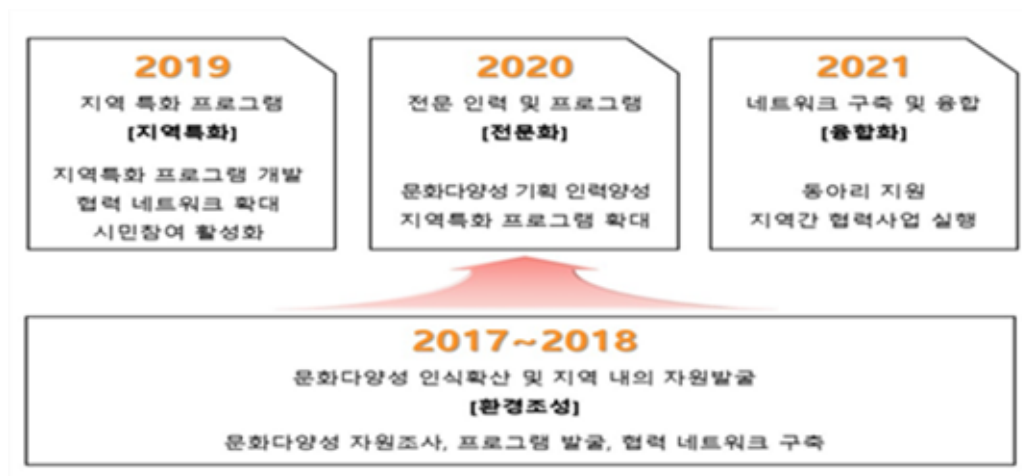 2019
지역 특화 프로그램
[지역특화]
지역특화 프로그램 개발
협력 네트워크 확대
시민참여 활성화
2020
전문 인력 및 프로그램
[전문화]
문화다양성 기획 인력양성
지역특화 프로그램 확대
2021
네트워크 구축 및 융합
[융합화]
동아리 지원
지역간 협력사업 실행
2017~2018
문화다양성 인식확산 및 지역 내의 자원발굴
[환경조성]
문화다양성 자원조사, 프로그램 발굴, 협력 네트워크 구축